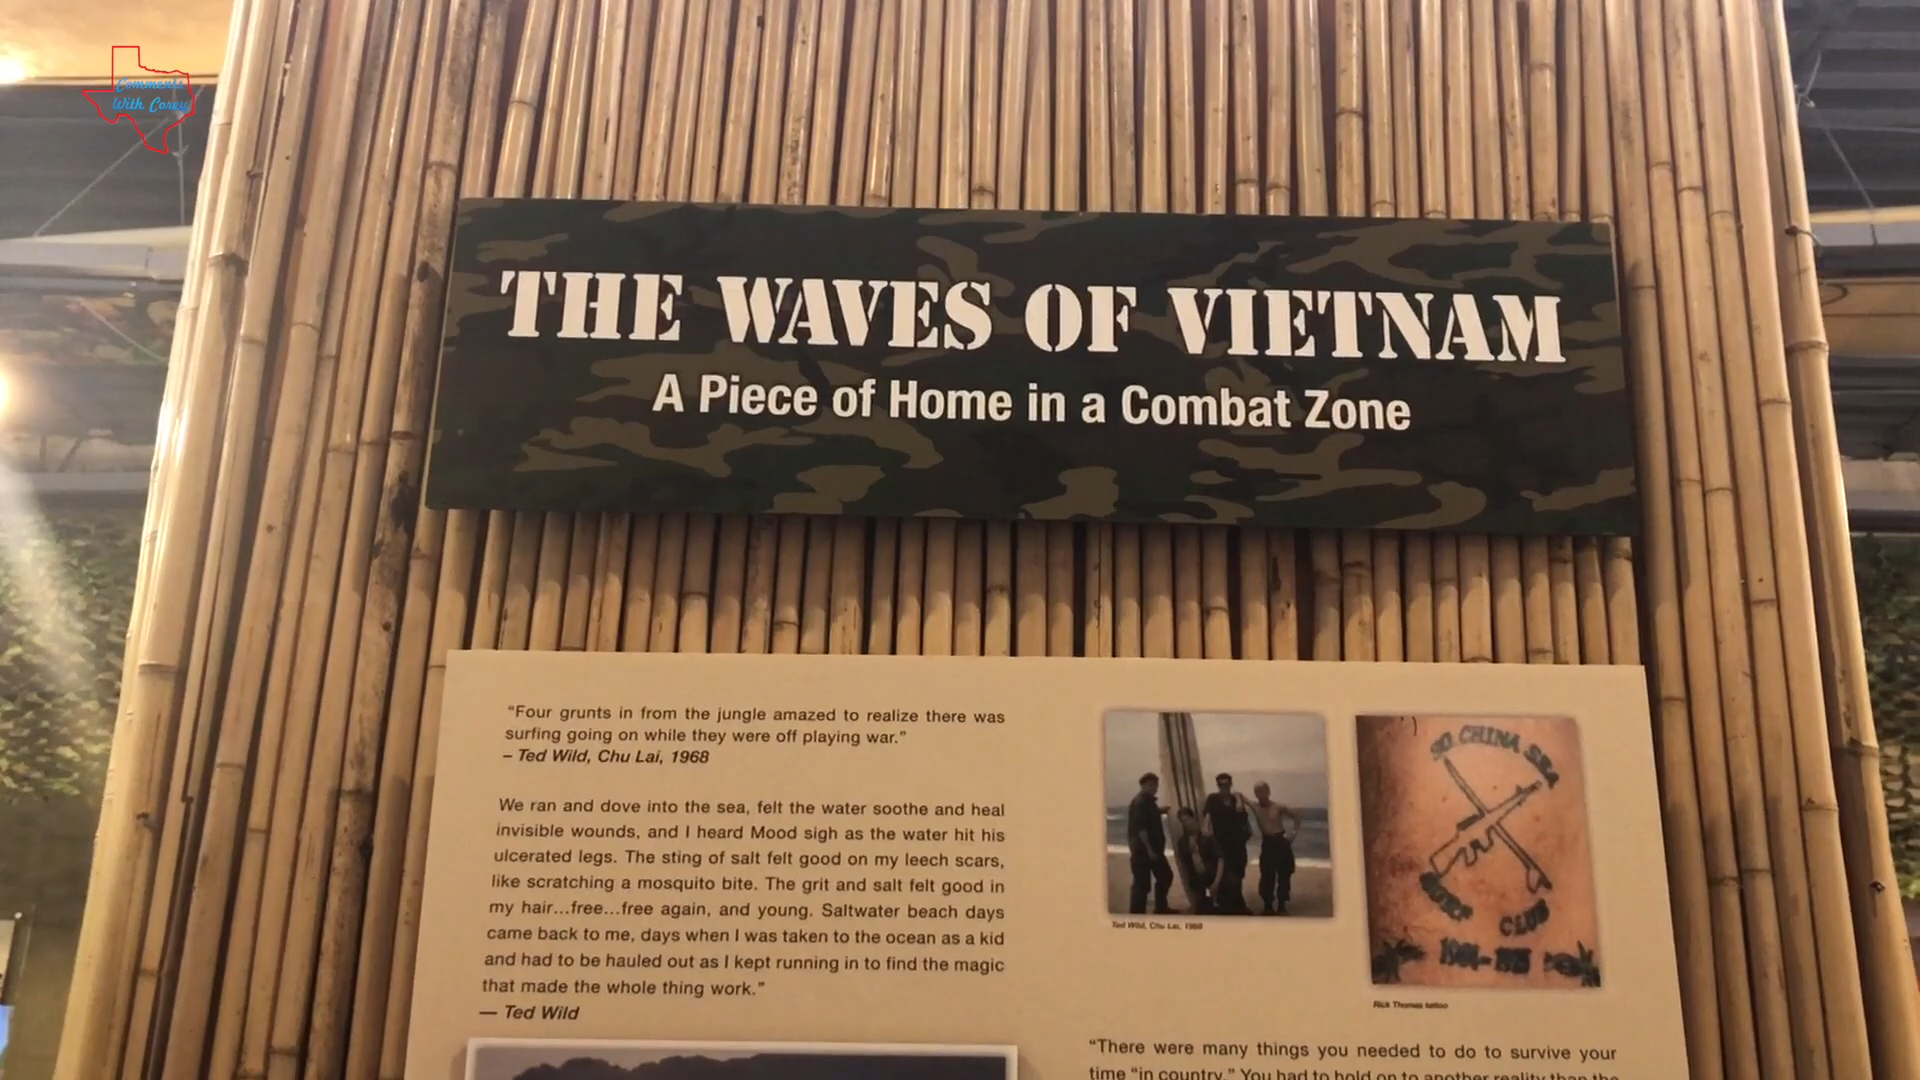 Comments
With Corey
THE WAVES OF VIETNAM
A Piece of Home in a Combat Zone
“Four grunts in from the jungle amazed to realize there was
surfing going on while they were off playing war.”
– Ted Wild, Chu Lai, 1968
We ran and dove into the sea, felt the water soothe and heal
invisible wounds, and I heard Mood sigh as the water hit his
ulcerated legs. The sting of salt felt good on my leech scars,
like scratching a mosquito bite. The grit and salt felt good in
my hair...free...free again, and young. Saltwater beach days
came back to me, days when I was taken to the ocean as a kid
and had to be hauled out as I kept running in to find the magic
that made the whole thing work.”
— Ted Wild
Ted Wild, Chu Lai, 1968
SO CHINA SEA
SURF CLUB
Rick Thomas tattoo
“There were many things you needed to do to survive your
time “in country.” You had to hold on to another reality than the